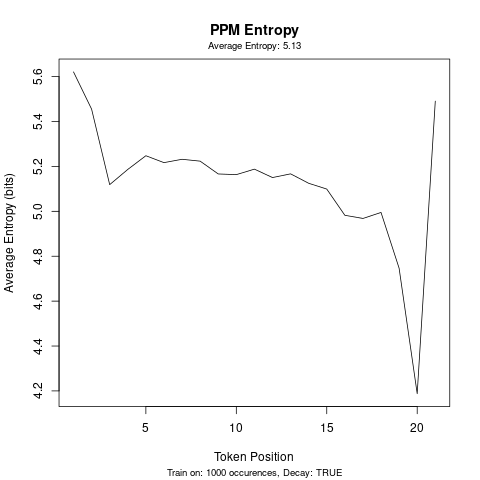 PPM Entropy
Average Entropy: 5.13
Average Entropy (bits)
5.6
5.4
5.2
5.0
4.8
4.6
4.4
4.2
5
10
15
20
Token Position
Train on: 1000 occurences, Decay: TRUE